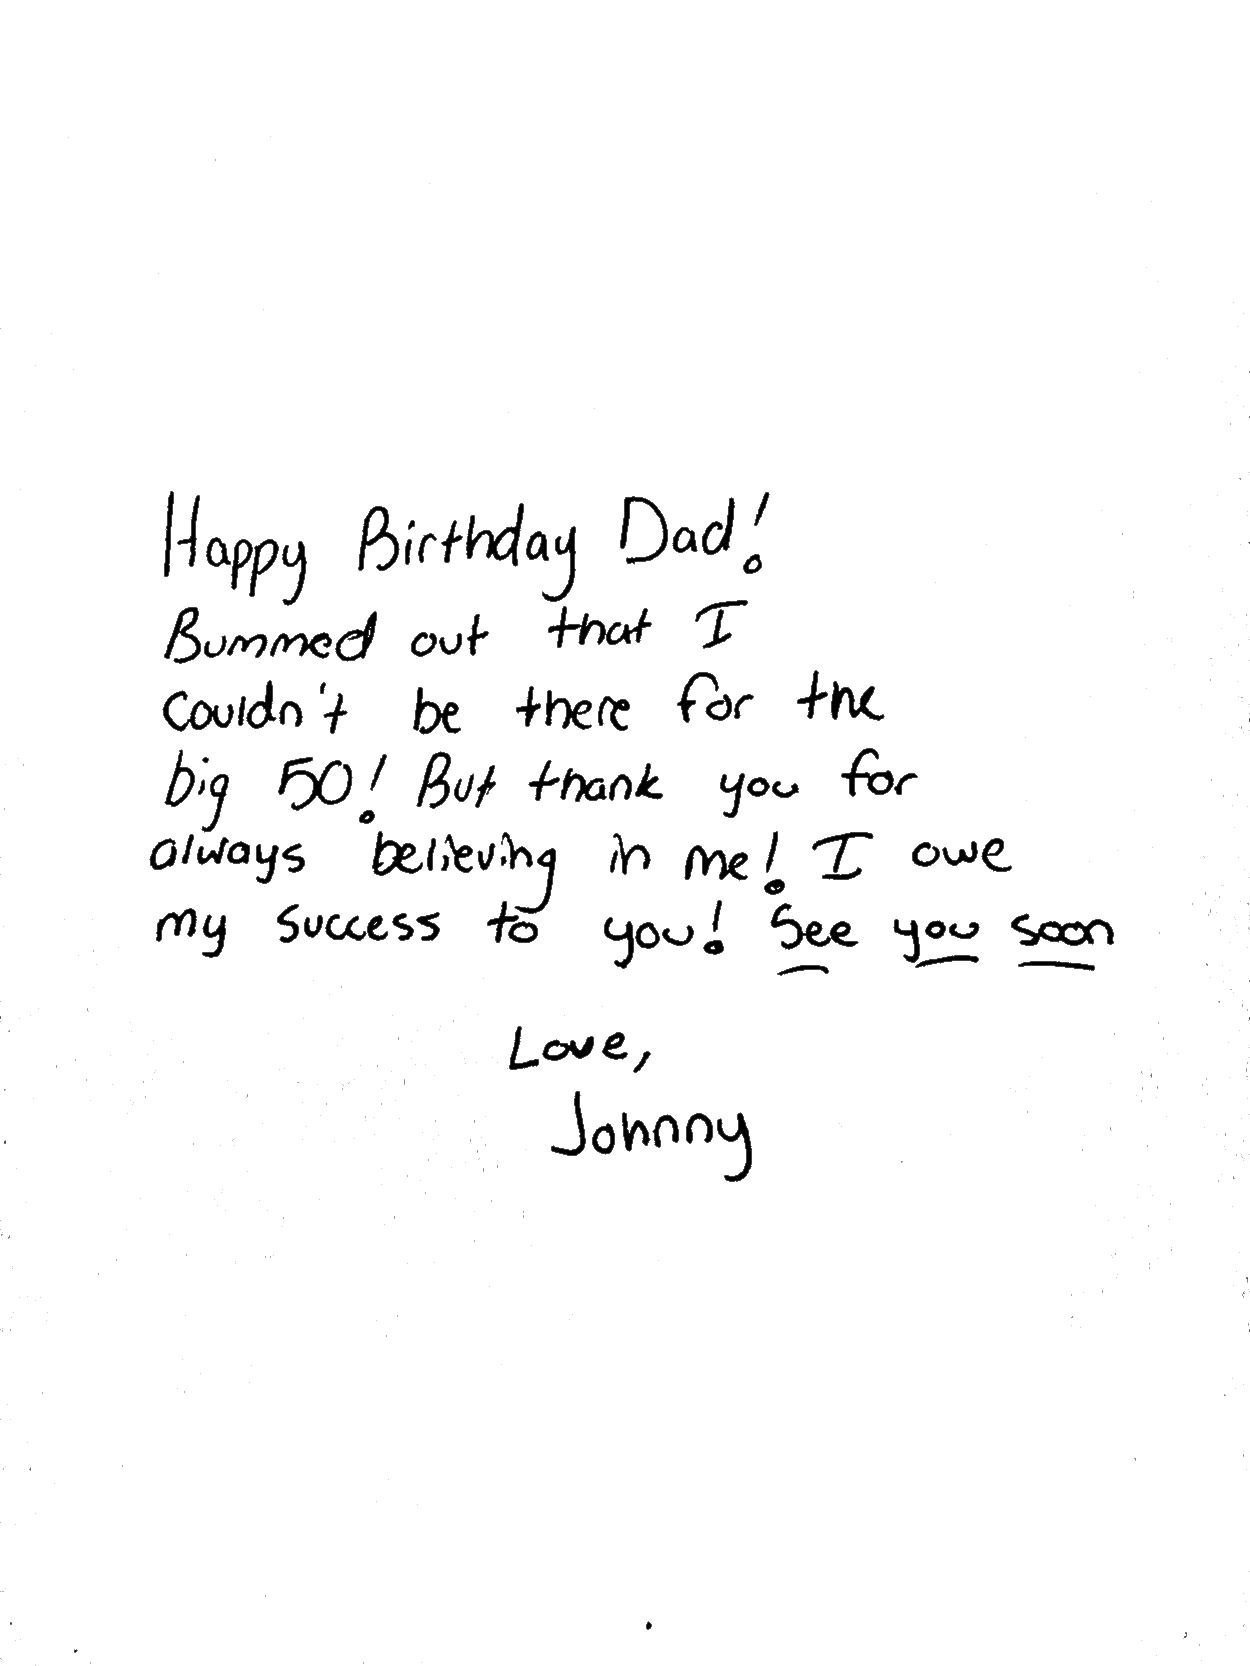 Happy Birthday Dad!
Bummed out that I
couldn't be there for the
big 50! But thank you for
always believing in me! I owe
my success to you! See you soon
Love,
Johnny